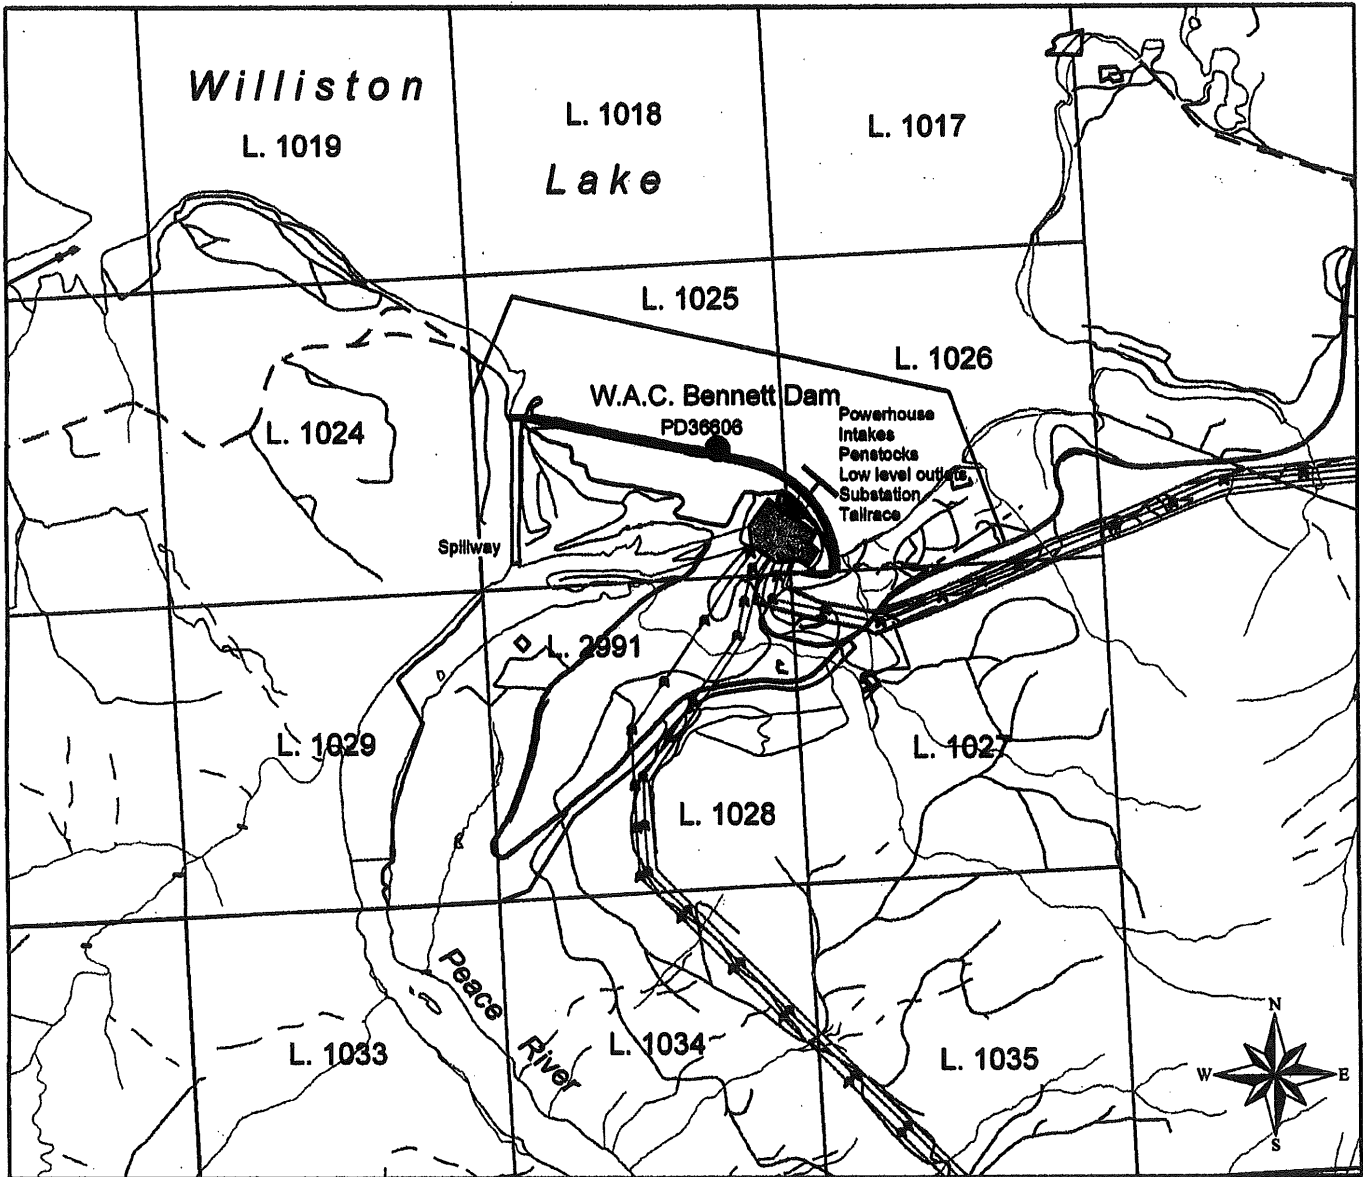 Williston
L. 1019
L. 1018
L. 1017
Lake
L. 1025
L. 1026
W.A.C. Bennett Dam
PD36606
Powerhouse
Intakes
Penstocks
Low level outlets,
Substation
Tailrace
L. 1024
Spillway
L. 2991
L. 1029
L. 1027
L. 1028
Peace
River
L. 1033
L. 1034
L. 1035
N
W
E
S